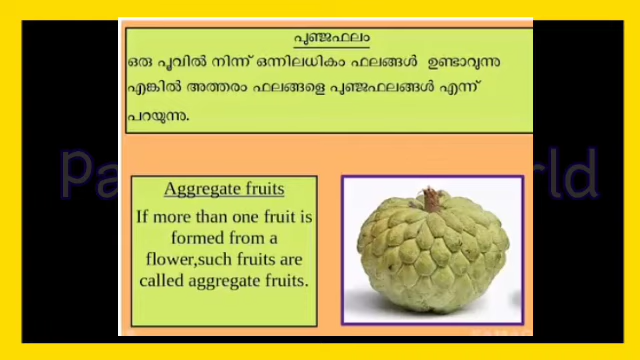 പുഞ്ജഫലം
ഒരു പൂവിൽ നിന്ന് ഒന്നിലധികം ഫലങ്ങൾ ഉണ്ടാവുന്നു
എങ്കിൽ അത്തരം ഫലങ്ങളെ പുഞ്ജഫലങ്ങൾ എന്ന്
പറയുന്നു.
Aggregate fruits
If more than one fruit is
formed from a
flower,such fruits are
called aggregate fruits.